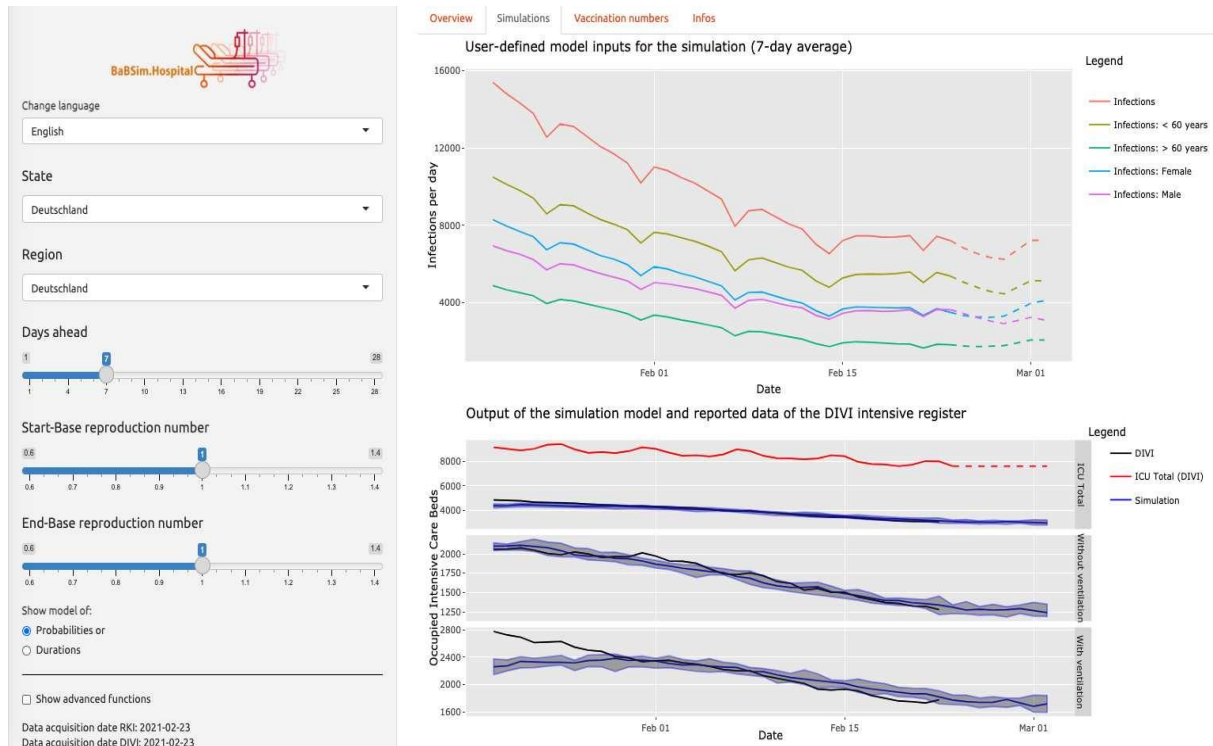 BaBSim.Hospital
Change language
English
State
Deutschland
Region
Deutschland
Days ahead
1 7 28
1 4 7 10 13 16 19 22 25 28
Start-Base reproduction number
0.6 1 1.4
0.6 0.7 0.8 0.9 1 1.1 1.2 1.3 1.4
End-Base reproduction number
0.6 1 1.4
0.6 0.7 0.8 0.9 1 1.1 1.2 1.3 1.4
Show model of:
Probabilities or
Durations
Show advanced functions
Data acquisition date RKI: 2021-02-23
Data acquisition date DIVI: 2021-02-23
Overview Simulations Vaccination numbers Infos
User-defined model inputs for the simulation (7-day average)
Infections per day
16000
12000
8000
4000
Feb 01 Feb 15 Mar 01
Date
Legend
Infections
Infections: < 60 years
Infections: > 60 years
Infections: Female
Infections: Male
Output of the simulation model and reported data of the DIVI intensive register
Occupied Intensive Care Beds
8000
6000
4000
ICU Total
2000
1750
1500
1250
Without ventilation
2800
2400
2000
1600
With ventilation
Feb 01 Feb 15 Mar 01
Date
Legend
DIVI
ICU Total (DIVI)
Simulation